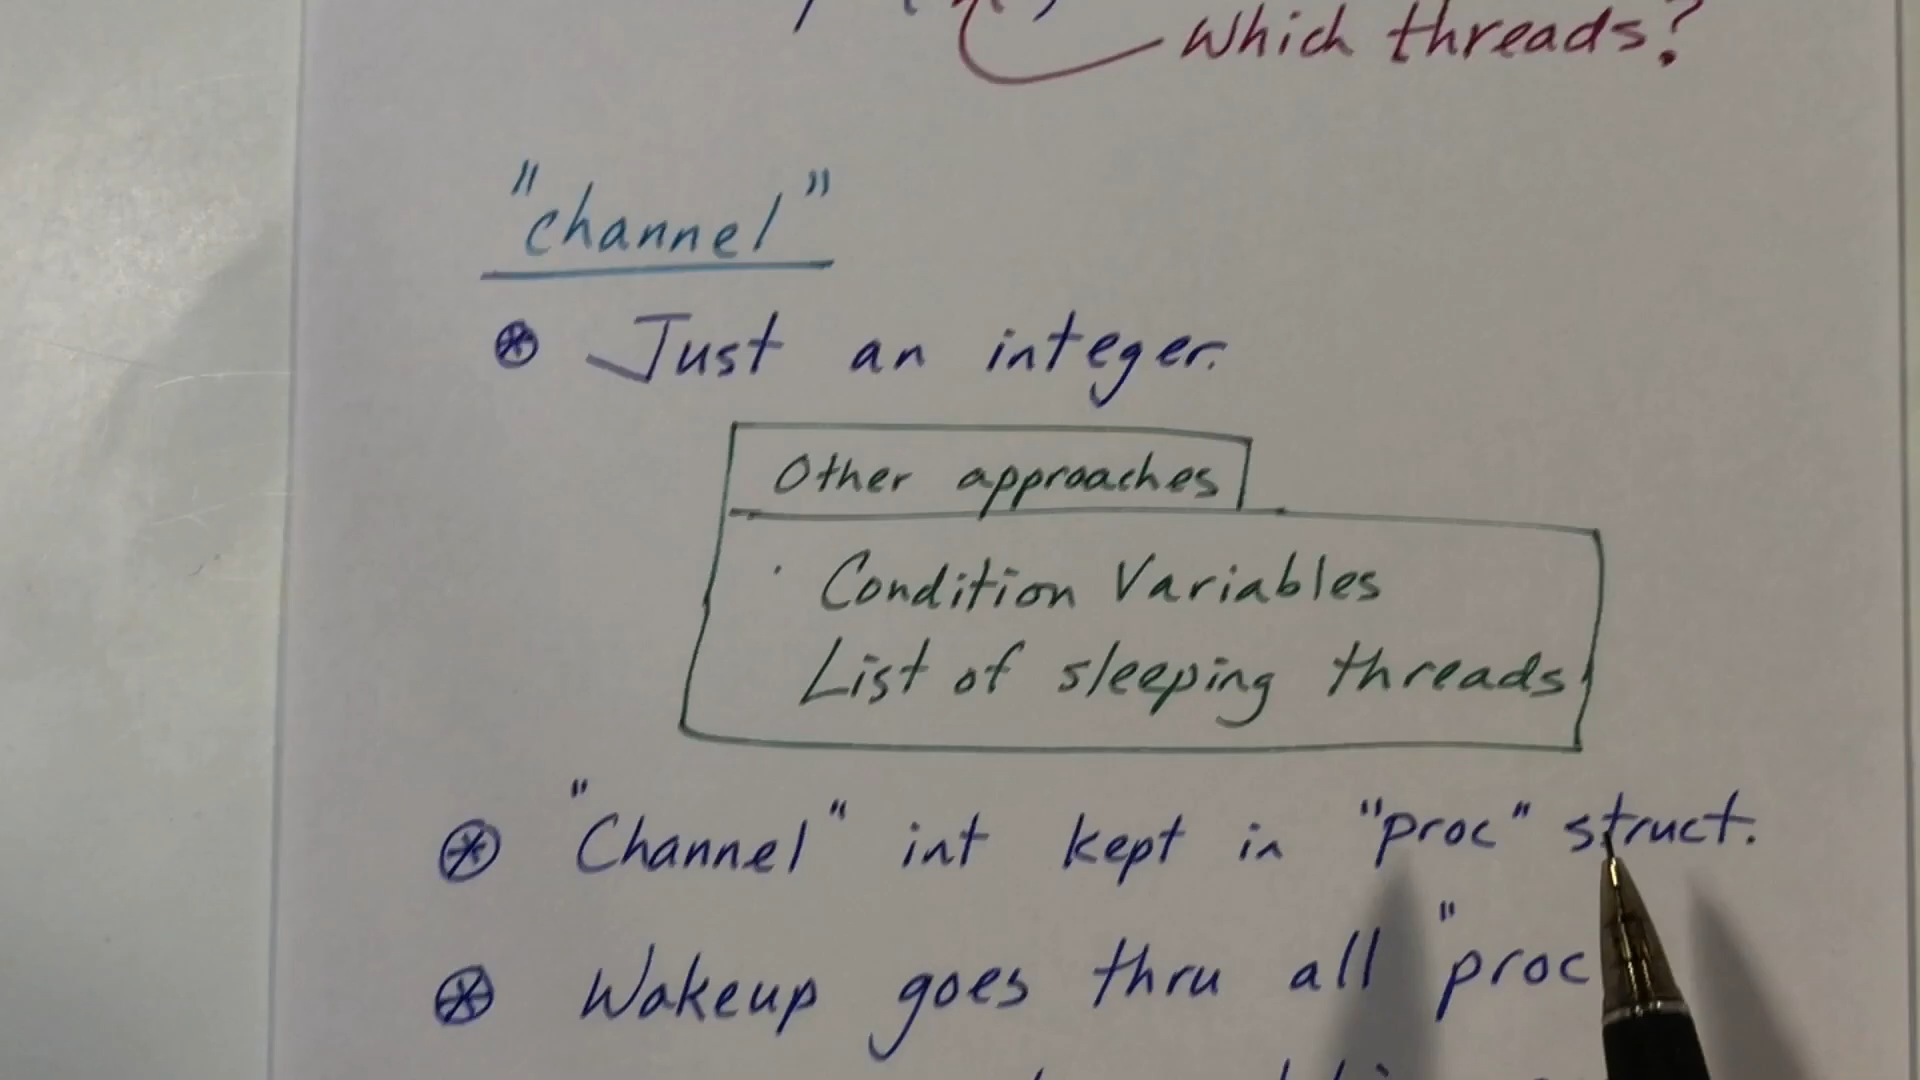 Which threads?
"channel"
Just an integer.
Other approaches
Condition Variables
List of sleeping threads
"Channel" int kept in "proc" struct.
Wakeup goes thru all "proc